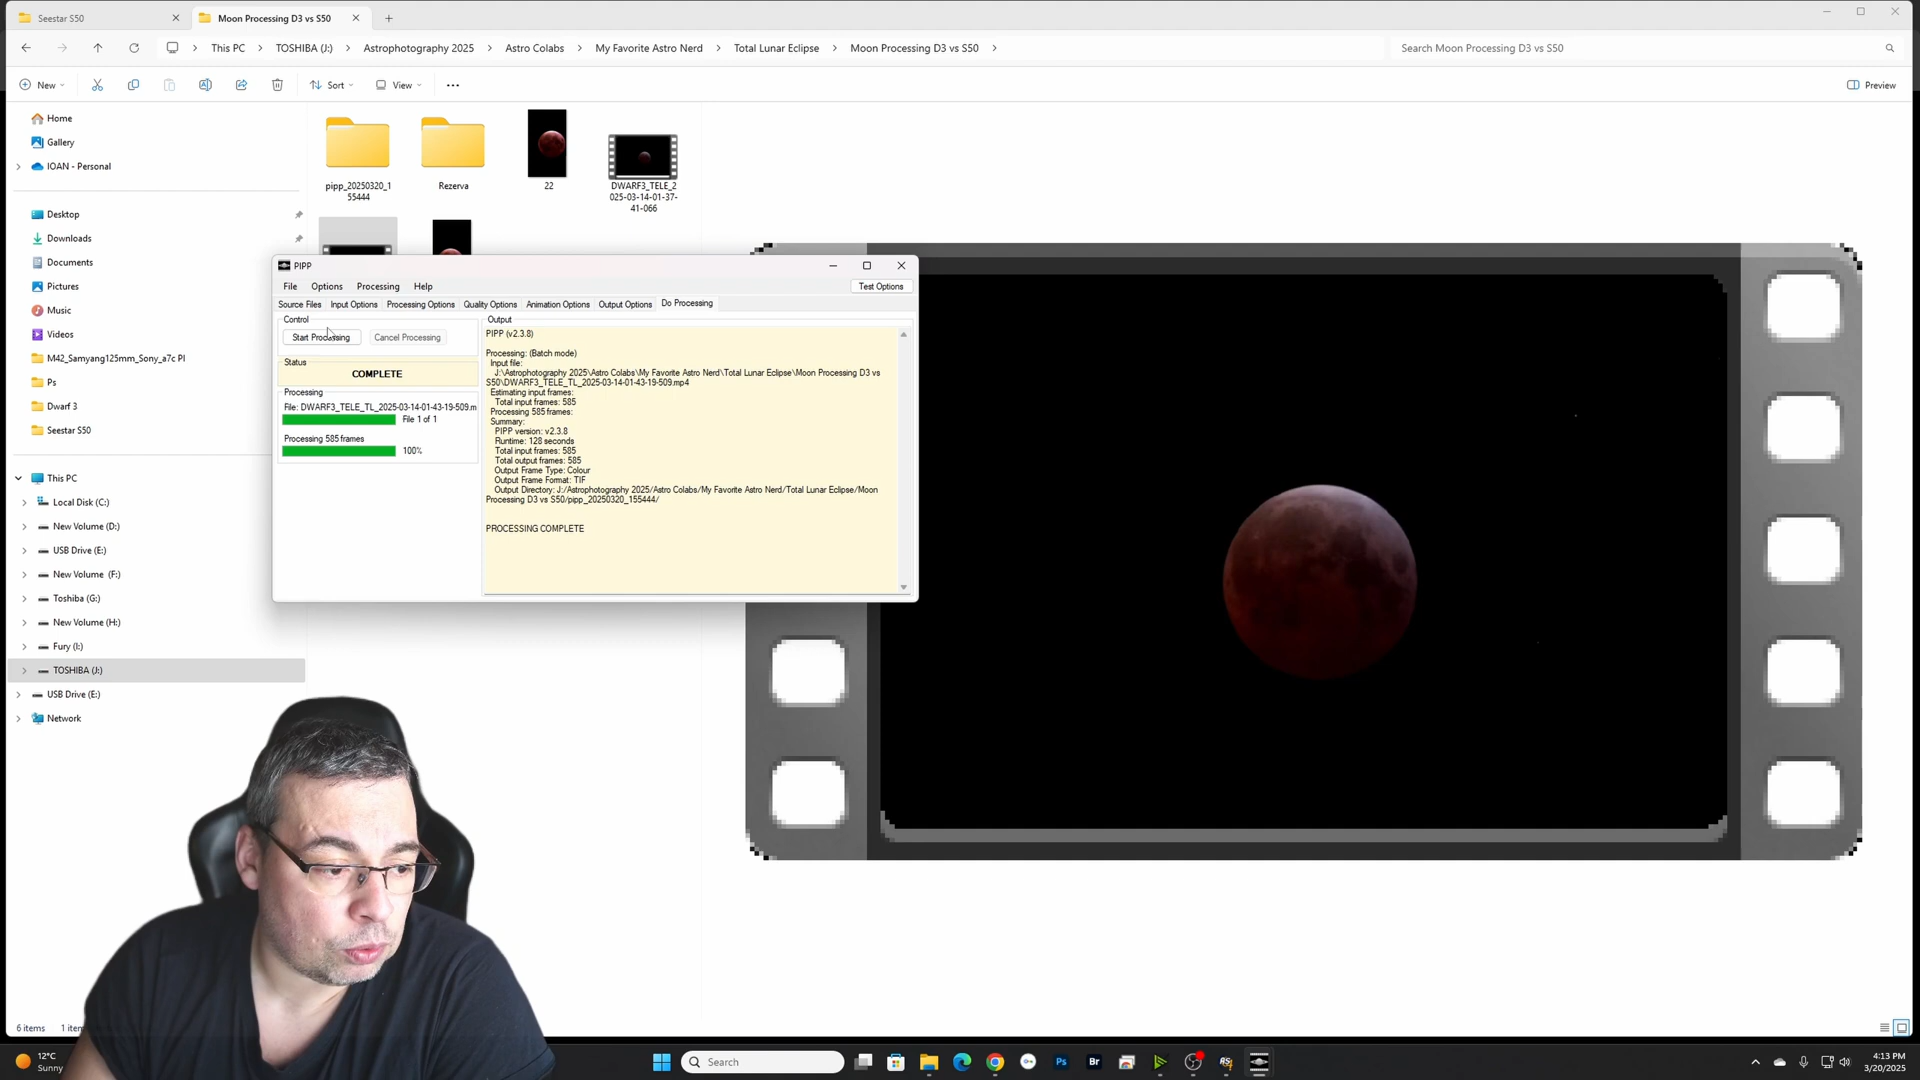 Seestar S50
Moon Processing D3 vs S50
This PC
TOSHIBA (J:)
Astrophotography 2025
Astro Colabs
My Favorite Astro Nerd
Total Lunar Eclipse
Moon Processing D3 vs S50
Search Moon Processing D3 vs S50
New
Sort
View
Preview
Home
Gallery
IOAN - Personal
Desktop
Downloads
Documents
Pictures
Music
Videos
M42_Samyang125mm_Sony_a7c PI
Ps
Dwarf 3
Seestar S50
This PC
Local Disk (C:)
New Volume (D:)
USB Drive (E:)
New Volume (F:)
Toshiba (G:)
New Volume (H:)
Fury (I:)
TOSHIBA (J:)
USB Drive (E:)
Network
pipp_20250320_1
55444
Rezerva
22
DWARF3_TELE_2
025-03-14-01-37-
41-066
PIPP
File
Options
Processing
Help
Test Options
Source Files
Input Options
Processing Options
Quality Options
Animation Options
Output Options
Do Processing
Control
Start Processing
Cancel Processing
Status
COMPLETE
Processing
File: DWARF3_TELE_TL_2025-03-14-01-43-19-509.m
File 1 of 1
Processing 585 frames
100%
Output
PIPP (v2.3.8)
Processing: (Batch mode)
Input file:
J:\Astrophotography 2025\Astro Colabs\My Favorite Astro Nerd\Total Lunar Eclipse\Moon Processing D3 vs
S50\DWARF3_TELE_TL_2025-03-14-01-43-19-509.mp4
Estimating input frames:
Total input frames: 585
Processing 585 frames:
Summary:
PIPP version: v2.3.8
Runtime: 128 seconds
Total input frames: 585
Total output frames: 585
Output Frame Type: Colour
Output Frame Format: TIF
Output Directory: J:/Astrophotography 2025/Astro Colabs/My Favorite Astro Nerd/Total Lunar Eclipse/Moon
Processing D3 vs S50/pipp_20250320_155444/
PROCESSING COMPLETE
6 items
1 item
12°C
Sunny
Search
Ps
Br
4:13 PM
3/20/2025